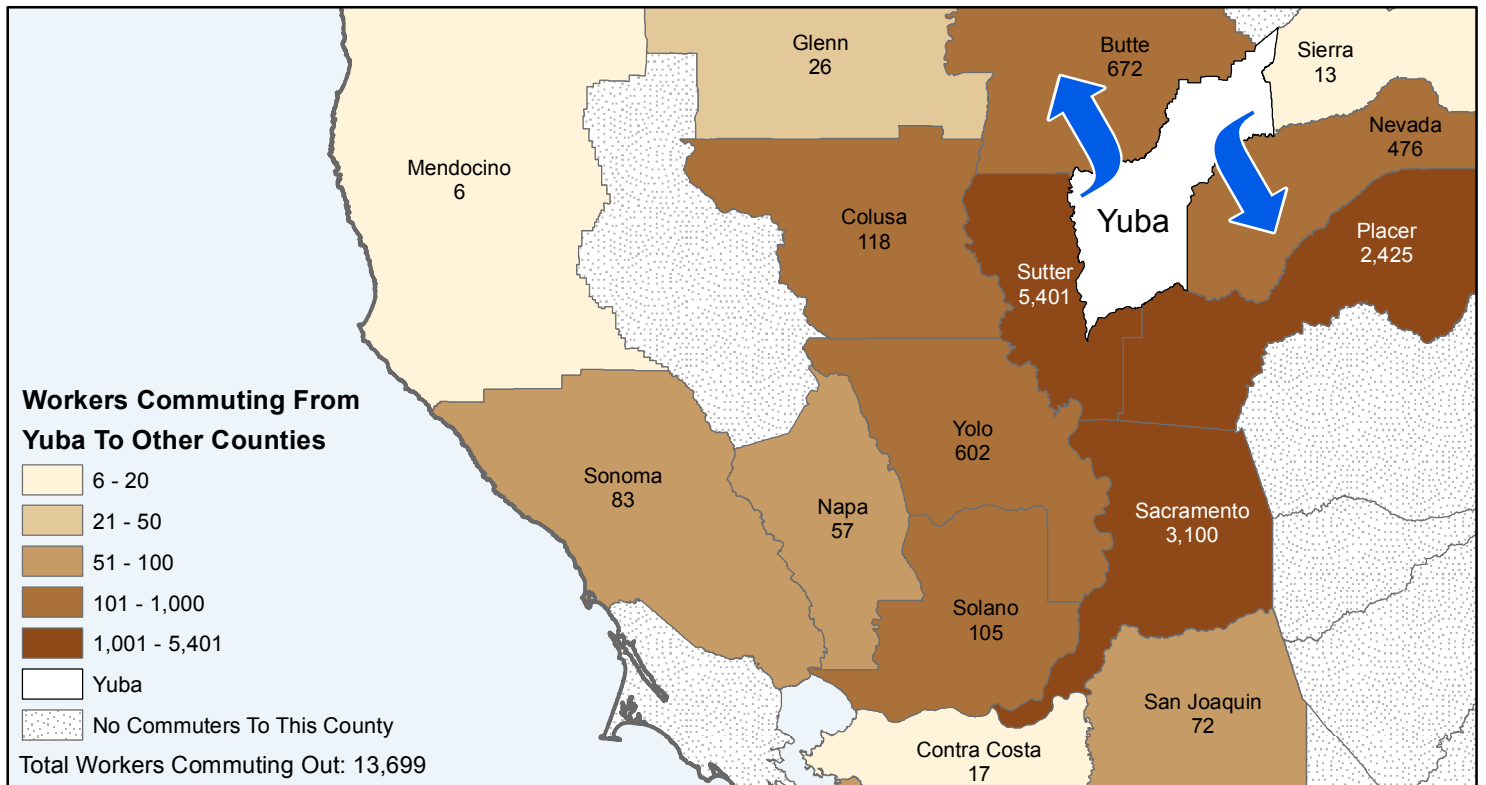 Glenn
26
Butte
672
Sierra
13
Nevada
476
Mendocino
6
Colusa
118
Yuba
Placer
2,425
Sutter
5,401
Yolo
602
Sonoma
83
Napa
57
Sacramento
3,100
Solano
105
San Joaquin
72
Contra Costa
17
Workers Commuting From
Yuba To Other Counties
6 - 20
21 - 50
51 - 100
101 - 1,000
1,001 - 5,401
Yuba
No Commuters To This County
Total Workers Commuting Out: 13,699